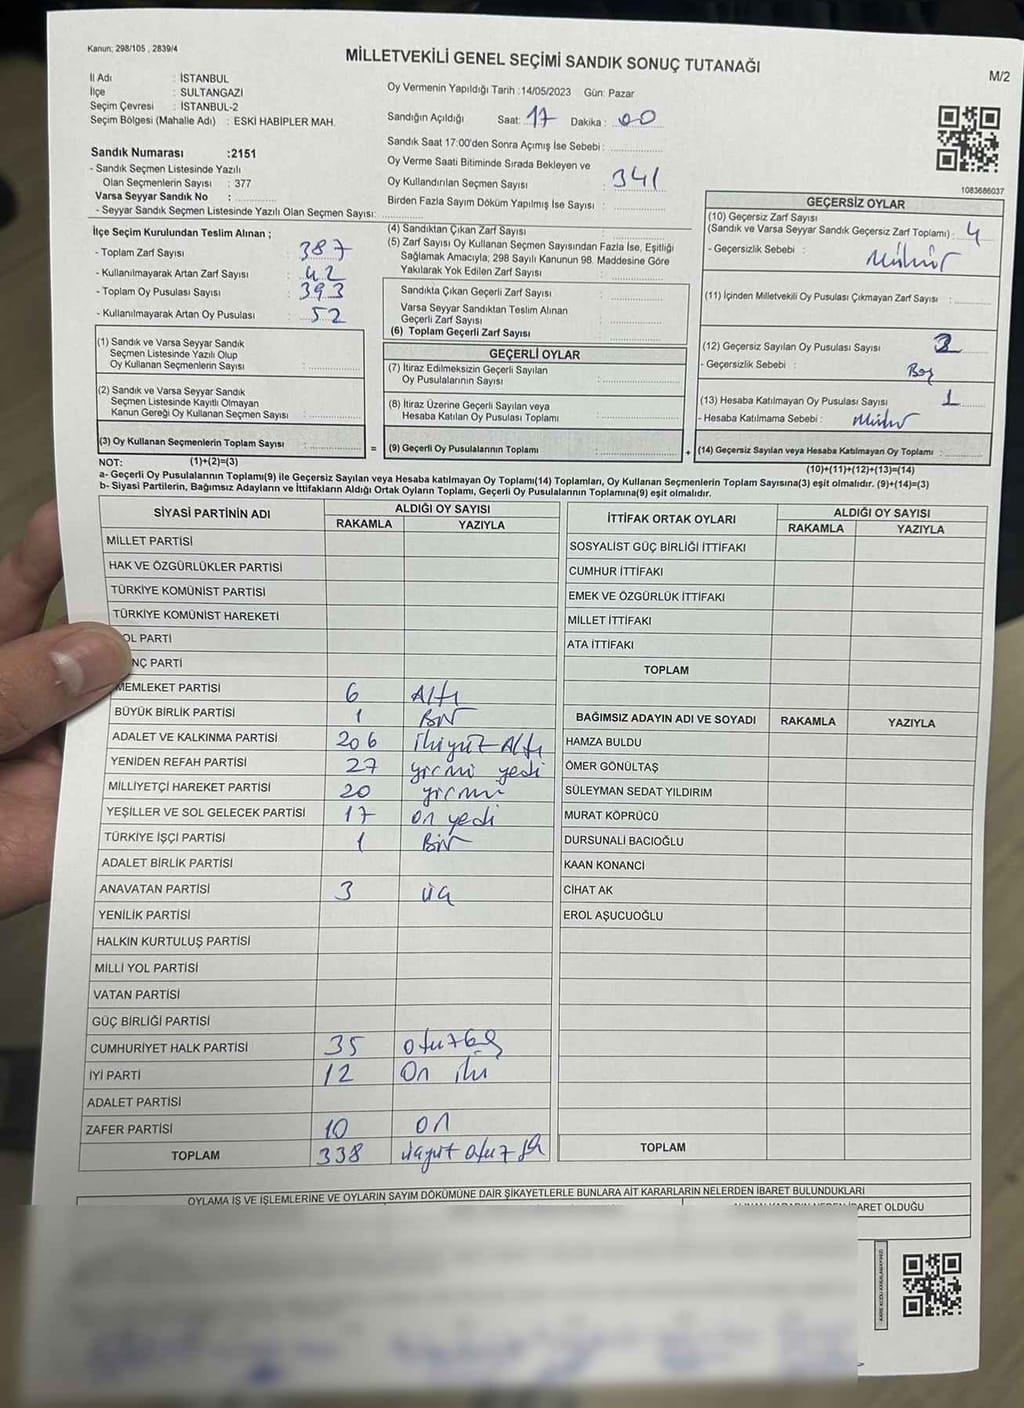 Kanun; 298/105 , 2839/4
MİLLETVEKİLİ GENEL SEÇİMİ SANDIK SONUÇ TUTANAĞI
M/2
İl Adı : İSTANBUL
İlçe : SULTANGAZI
Seçim Çevresi : İSTANBUL-2
Seçim Bölgesi (Mahalle Adı) : ESKİ HABİPLER MAH.
Sandık Numarası :2151
- Sandık Seçmen Listesinde Yazılı
Olan Seçmenlerin Sayısı : 377
Varsa Seyyar Sandık No :
- Seyyar Sandık Seçmen Listesinde Yazılı Olan Seçmen Sayısı:
Oy Vermenin Yapıldığı Tarih :14/05/2023 Gün: Pazar
Sandığın Açıldığı Saat: 17 Dakika : 00
Sandık Saat 17:00'den Sonra Açımış İse Sebebi :
Oy Verme Saati Bitiminde Sırada Bekleyen ve
Oy Kullandırılan Seçmen Sayısı : 341
Birden Fazla Sayım Döküm Yapılmış İse Sayısı :
1083686037
İlçe Seçim Kurulundan Teslim Alınan ;
- Toplam Zarf Sayısı : 387
- Kullanılmayarak Artan Zarf Sayısı : 42
- Toplam Oy Pusulası Sayısı : 393
- Kullanılmayarak Artan Oy Pusulası : 52
(1) Sandık ve Varsa Seyyar Sandık
Seçmen Listesinde Yazılı Olup
Oy Kullanan Seçmenlerin Sayısı :
(2) Sandık ve Varsa Seyyar Sandık
Seçmen Listesinde Kayıtlı Olmayan
Kanun Gereği Oy Kullanan Seçmen Sayısı :
(3) Oy Kullanan Seçmenlerin Toplam Sayısı :
(1)+(2)=(3)
(4) Sandıktan Çıkan Zarf Sayısı :
(5) Zarf Sayısı Oy Kullanan Seçmen Sayısından Fazla İse, Eşitliği
Sağlamak Amacıyla; 298 Sayılı Kanunun 98. Maddesine Göre
Yakılarak Yok Edilen Zarf Sayısı :
Sandıkta Çıkan Geçerli Zarf Sayısı :
Varsa Seyyar Sandıktan Teslim Alınan
Geçerli Zarf Sayısı :
(6) Toplam Geçerli Zarf Sayısı :
GEÇERLİ OYLAR
(7) İtiraz Edilmeksizin Geçerli Sayılan
Oy Pusulalarının Sayısı :
(8) İtiraz Üzerine Geçerli Sayılan veya
Hesaba Katılan Oy Pusulası Toplamı :
= (9) Geçerli Oy Pusulalarının Toplamı :
GEÇERSİZ OYLAR
(10) Geçersiz Zarf Sayısı
(Sandık ve Varsa Seyyar Sandık Geçersiz Zarf Toplamı) : 4
- Geçersizlik Sebebi : Mühür
(11) İçinden Milletvekili Oy Pusulası Çıkmayan Zarf Sayısı :
(12) Geçersiz Sayılan Oy Pusulası Sayısı
- Geçersizlik Sebebi : Boş
(13) Hesaba Katılmayan Oy Pusulası Sayısı : 1
- Hesaba Katılmama Sebebi : Mühür
+ (14) Geçersiz Sayılan veya Hesaba Katılmayan Oy Toplamı :
(10)+(11)+(12)+(13)=(14)
NOT:
a- Geçerli Oy Pusulalarının Toplamı(9) ile Geçersiz Sayılan veya Hesaba katılmayan Oy Toplamı(14) Toplamları, Oy Kullanan Seçmenlerin Toplam Sayısına(3) eşit olmalıdır. (9)+(14)=(3)
b- Siyasi Partilerin, Bağımsız Adayların ve İttifakların Aldığı Ortak Oyların Toplamı, Geçerli Oy Pusulalarının Toplamına(9) eşit olmalıdır.
SİYASİ PARTİNİN ADI ALDIĞI OY SAYISI
RAKAMLA YAZIYLA
MİLLET PARTİSİ
HAK VE ÖZGÜRLÜKLER PARTİSİ
TÜRKİYE KOMÜNİST PARTİSİ
TÜRKİYE KOMÜNİST HAREKETİ
OL PARTİ
NÇ PARTİ
MEMLEKET PARTİSİ 6 Altı
BÜYÜK BİRLİK PARTİSİ 1 Bir
ADALET VE KALKINMA PARTİSİ 206 ikiyüz Altı
YENİDEN REFAH PARTİSİ 27 yirmi yedi
MİLLİYETÇİ HAREKET PARTİSİ 20 yirmi
YEŞİLLER VE SOL GELECEK PARTİSİ 17 on yedi
TÜRKİYE İŞÇİ PARTİSİ 1 Bir
ADALET BİRLİK PARTİSİ
ANAVATAN PARTİSİ 3 üç
YENİLİK PARTİSİ
HALKIN KURTULUŞ PARTİSİ
MİLLİ YOL PARTİSİ
VATAN PARTİSİ
GÜÇ BİRLİĞİ PARTİSİ
CUMHURİYET HALK PARTİSİ 35 otuzbeş
İYİ PARTİ 12 On iki
ADALET PARTİSİ
ZAFER PARTİSİ 10 on
TOPLAM 338 üçyüz otuz
İTTİFAK ORTAK OYLARI ALDIĞI OY SAYISI
RAKAMLA YAZIYLA
SOSYALİST GÜÇ BİRLİĞİ İTTİFAKI
CUMHUR İTTİFAKI
EMEK VE ÖZGÜRLÜK İTTİFAKI
MİLLET İTTİFAKI
ATA İTTİFAKI
TOPLAM
BAĞIMSIZ ADAYIN ADI VE SOYADI RAKAMLA YAZIYLA
HAMZA BULDU
ÖMER GÖNÜLTAŞ
SÜLEYMAN SEDAT YILDIRIM
MURAT KÖPRÜCÜ
DURSUNALİ BACIOĞLU
KAAN KONANCİ
CİHAT AK
EROL AŞUCUOĞLU
TOPLAM
OYLAMA İŞ VE İŞLEMLERİNE VE OYLARIN SAYIM DÖKÜMÜNE DAİR ŞİKAYETLERLE BUNLARA AİT KARARLARIN NELERDEN İBARET BULUNDUKLARI
İBARET OLDUĞU